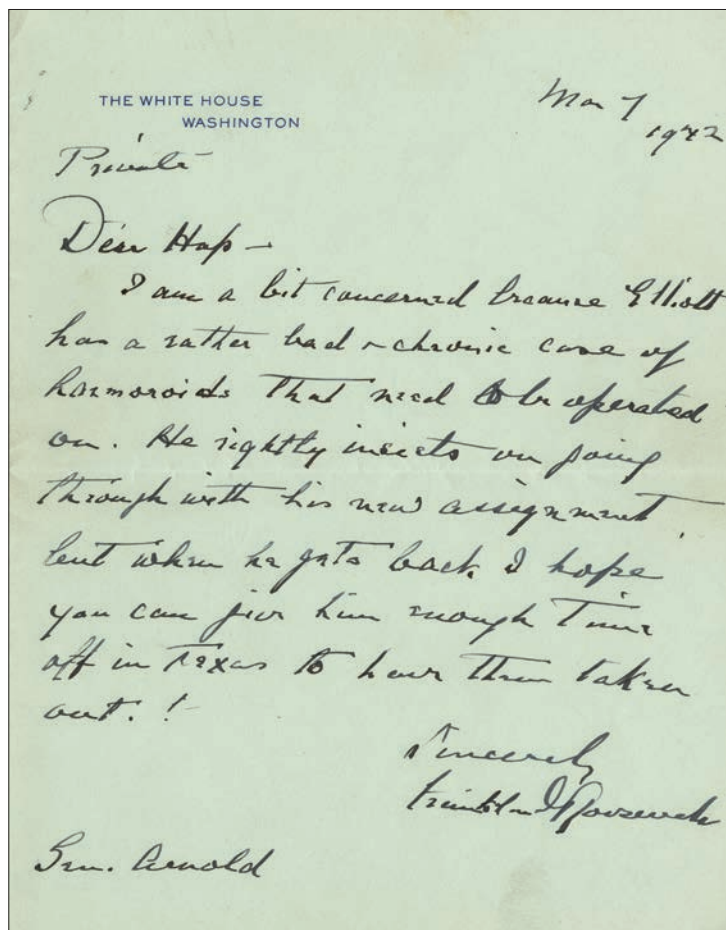 THE WHITE HOUSE
WASHINGTON
Mar 7
1942
Private
Dear Hap –
I am a bit concerned because Elliott
has a rather bad & chronic case of
haemoroids that need to be operated
on. He rightly insists on going
through with his new assignment,
but when he gets back I hope
you can give him enough time
off in Texas to have them taken
out. !
Sincerely
Franklin D Roosevelt
Gen. Arnold